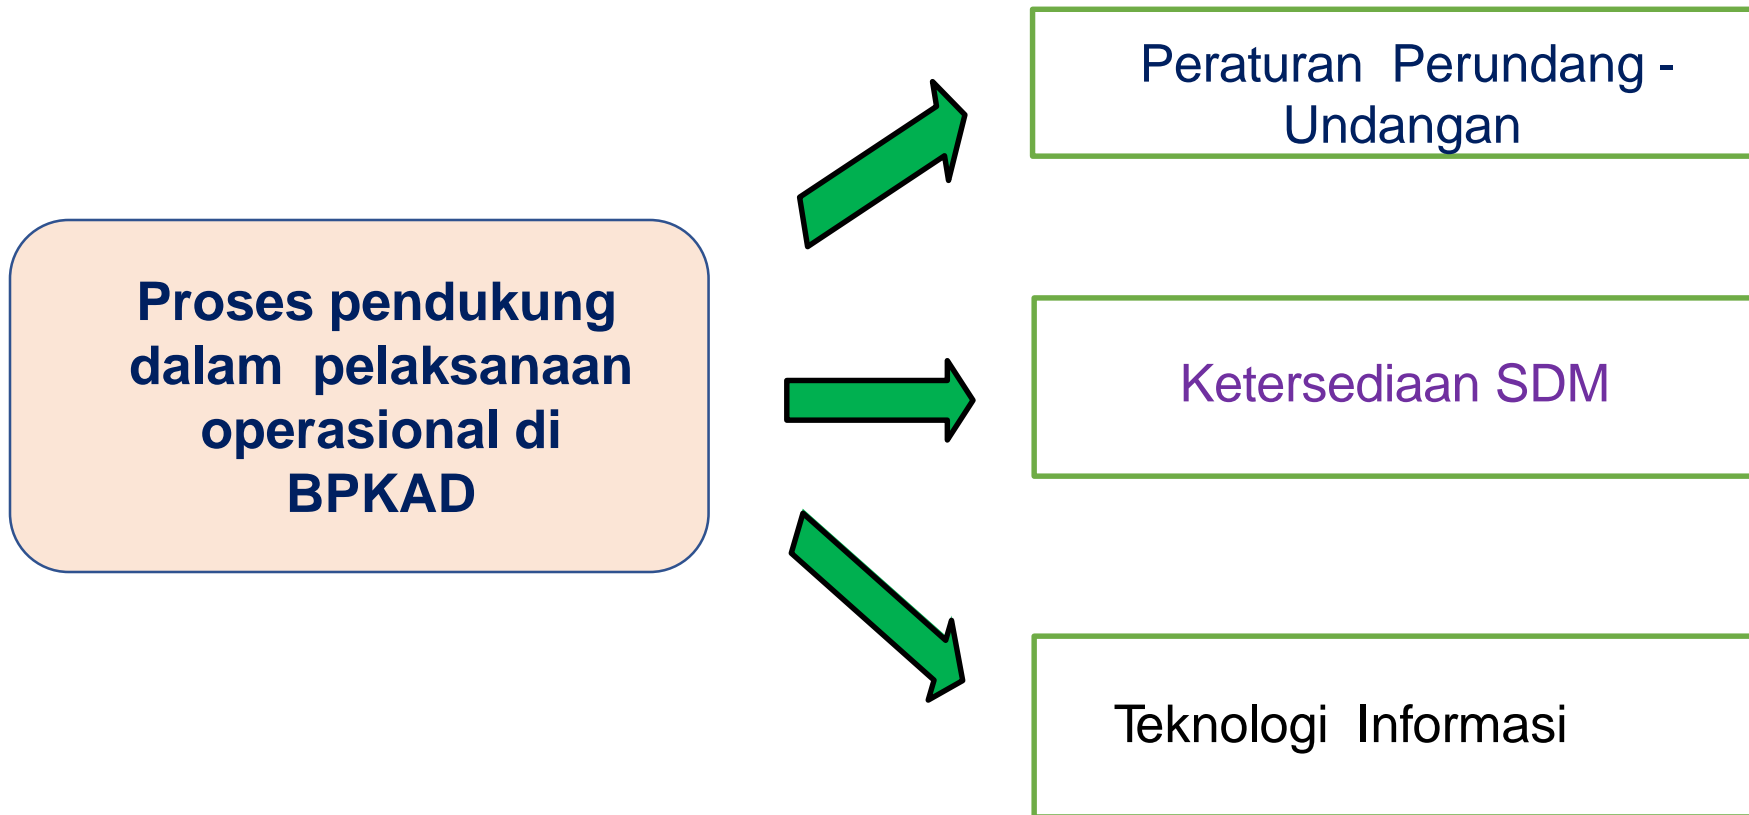 Proses pendukung
dalam pelaksanaan
operasional di
BPKAD
Peraturan Perundang -
Undangan
Ketersediaan SDM
Teknologi Informasi